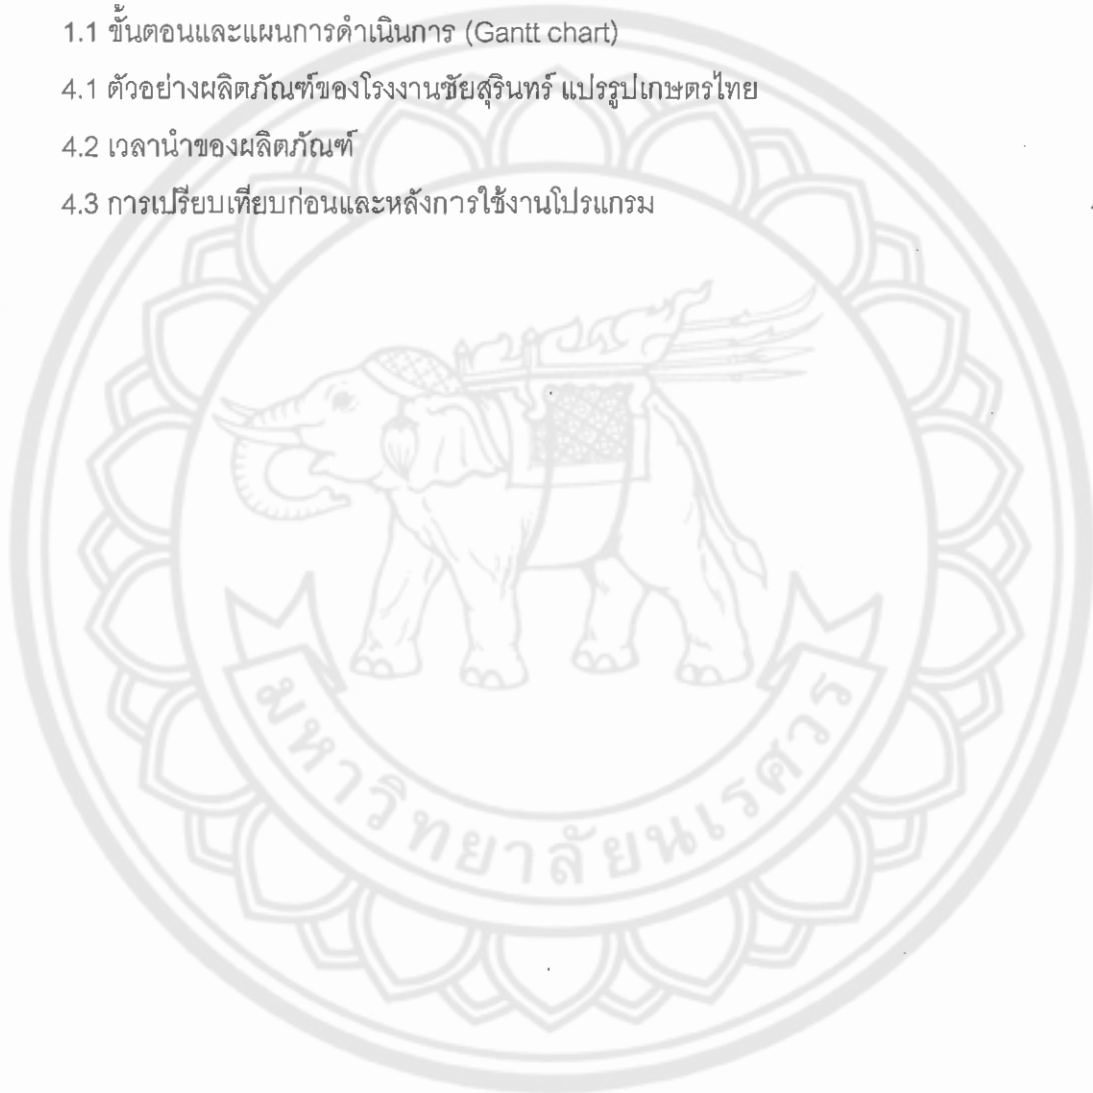 1.1 ขั้นตอนและแผนการดำเนินการ (Gantt chart)
4.1 ตัวอย่างผลิตภัณฑ์ของโรงงานชัยสุรินทร์ แปรรูปเกษตรไทย
4.2 เวลานำของผลิตภัณฑ์
4.3 การเปรียบเทียบก่อนและหลังการใช้งานโปรแกรม
มหาวิทยาลัยนเรศวร